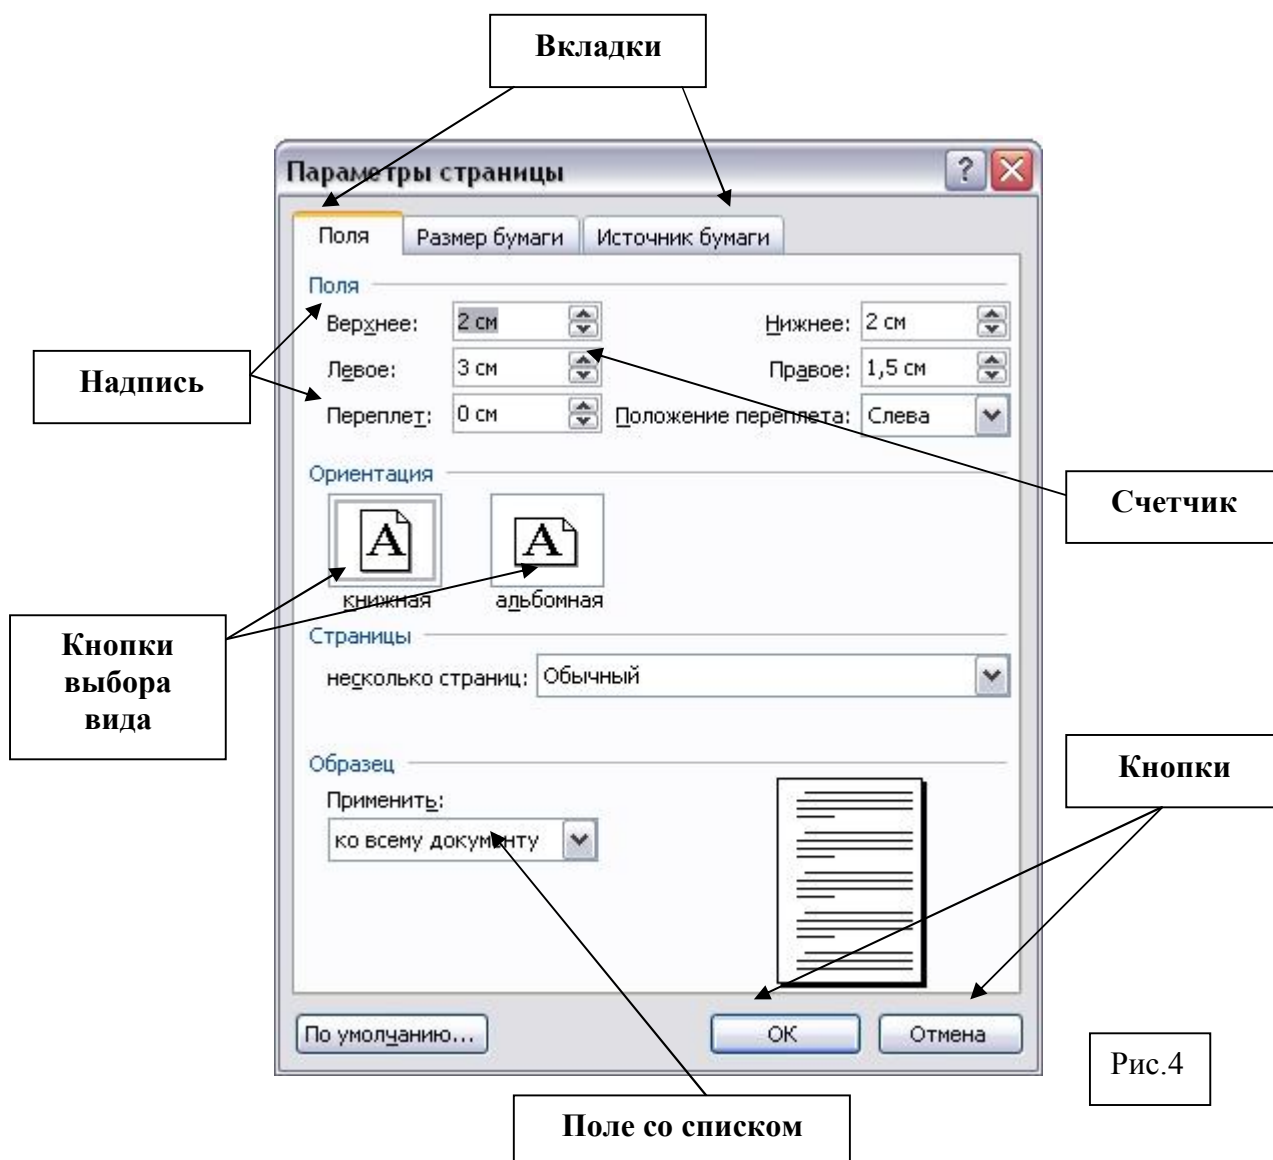 Вкладки
Параметры страницы
?
Поля Размер бумаги Источник бумаги
Поля
Верхнее: 2 см Нижнее: 2 см
Левое: 3 см Правое: 1,5 см
Надпись
Переплет: 0 см Положение переплета: Слева
Ориентация
Счетчик
A A
книжная альбомная
Кнопки
выбора
вида
Страницы
несколько страниц: Обычный
Образец
Кнопки
Применить:
ко всему документу
По умолчанию... ОК Отмена
Рис.4
Поле со списком